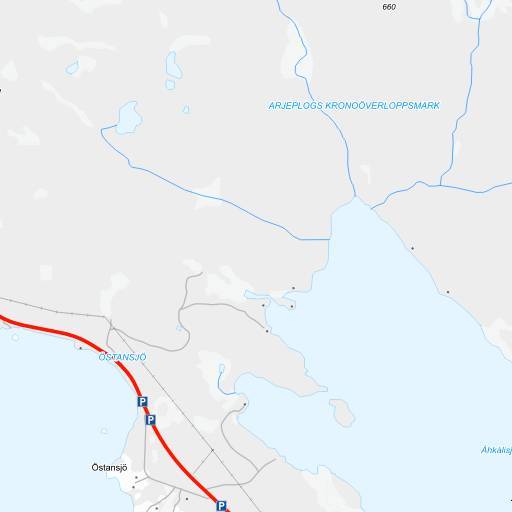 660
ARJEPLOGS KRONOÖVERLOPPSMARK
ÖSTANSJÖ
P
P
Östansjö
P